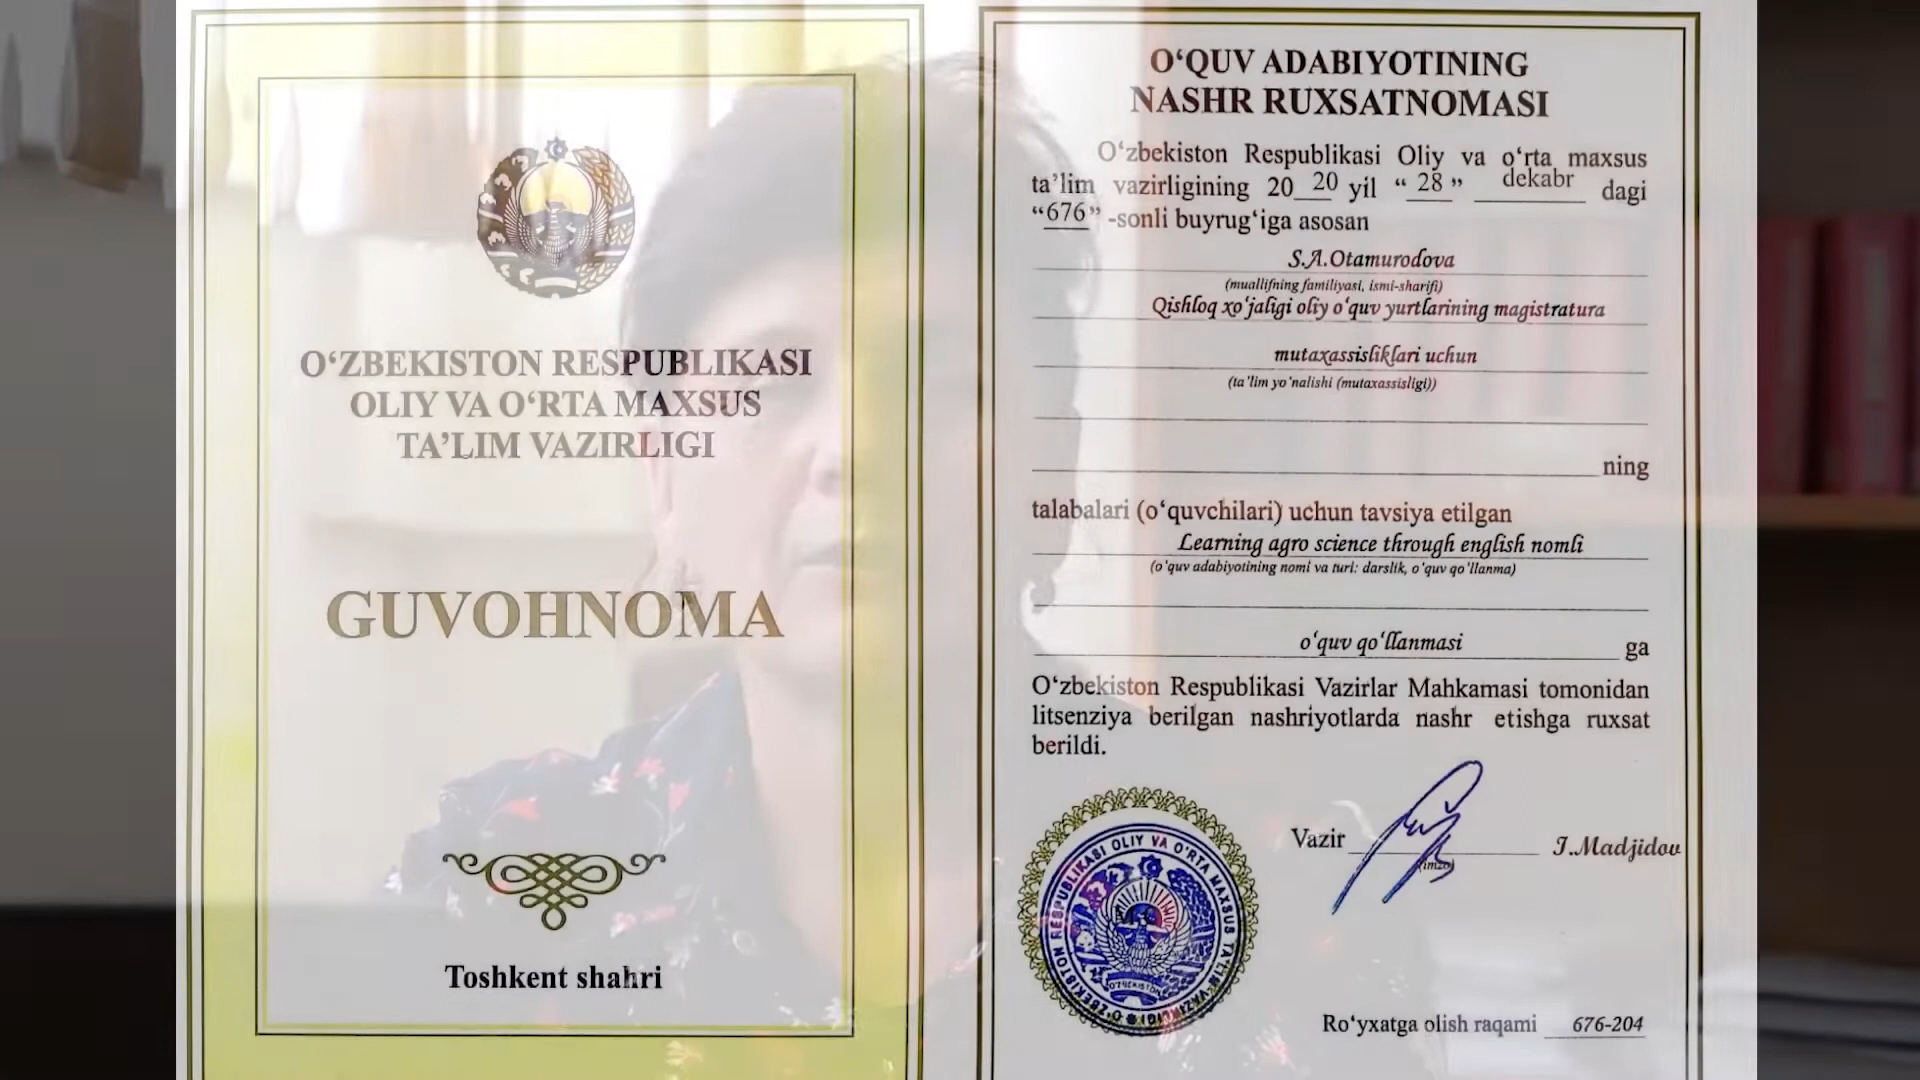 O‘ZBEKISTON RESPUBLIKASI
OLIY VA O‘RTA MAXSUS
TA’LIM VAZIRLIGI
GUVOHNOMA
Toshkent shahri
O‘QUV ADABIYOTINING
NASHR RUXSATNOMASI
O‘zbekiston Respublikasi Oliy va o‘rta maxsus
ta’lim vazirligining 2020 yil “ 28 ” dekabr dagi
“676” -sonli buyrug‘iga asosan
S.A.Otamurodova
(muallifning familiyasi, ismi-sharifi)
Qishloq xo‘jaligi oliy o‘quv yurtlarining magistratura
mutaxassisliklari uchun
(ta’lim yo‘nalishi (mutaxassisligi))
ning
talabalari (o‘quvchilari) uchun tavsiya etilgan
Learning agro science through english nomli
(o‘quv adabiyotining nomi va turi: darslik, o‘quv qo‘llanma)
o‘quv qo‘llanmasi ga
O‘zbekiston Respublikasi Vazirlar Mahkamasi tomonidan
litsenziya berilgan nashriyotlarda nashr etishga ruxsat
berildi.
Vazir I.Madjidov
(imzo)
O‘ZBEKISTON RESPUBLIKASI OLIY VA O‘RTA MAXSUS TA’LIM VAZIRLIGI
O‘ZBEKISTON
Ro‘yxatga olish raqami 676-204